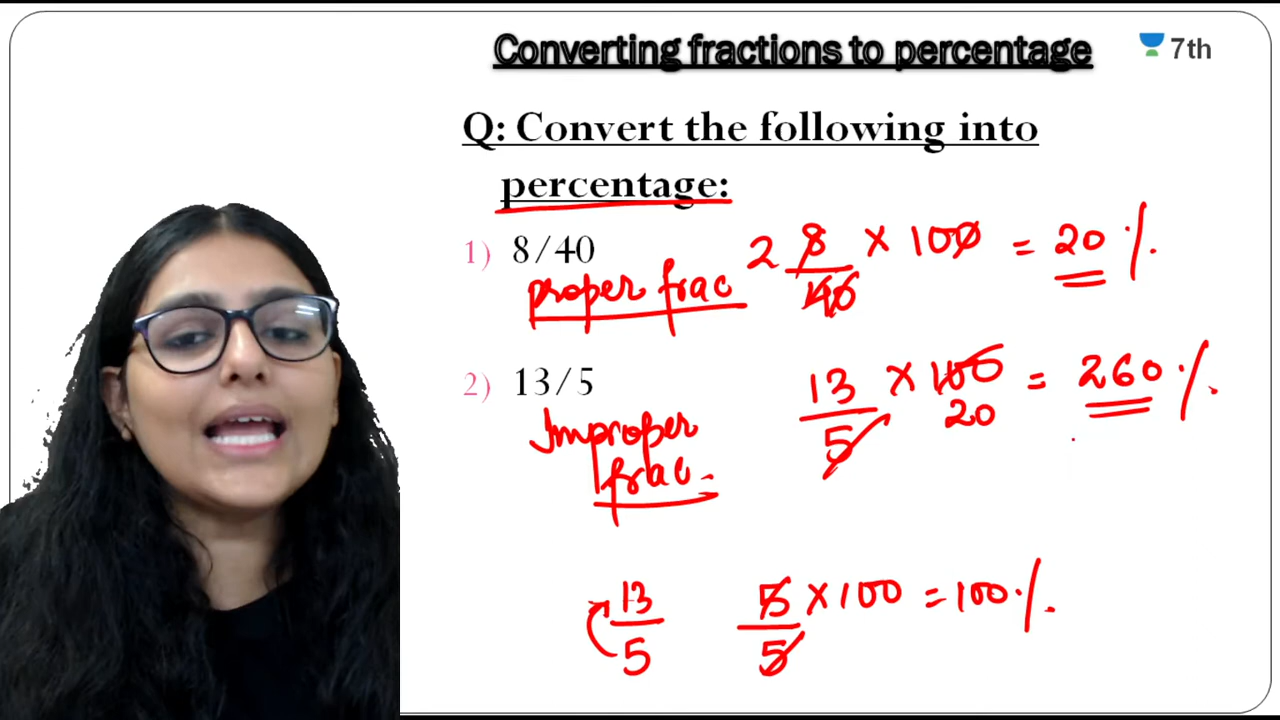 Converting fractions to percentage
7th
Q: Convert the following into
percentage:
1) 8/40
2 8/40 × 100 = 20 %
proper frac
2) 13/5
13/5 × 100 = 260 %
20
Improper
frac.
13/5
5/5 × 100 = 100 %